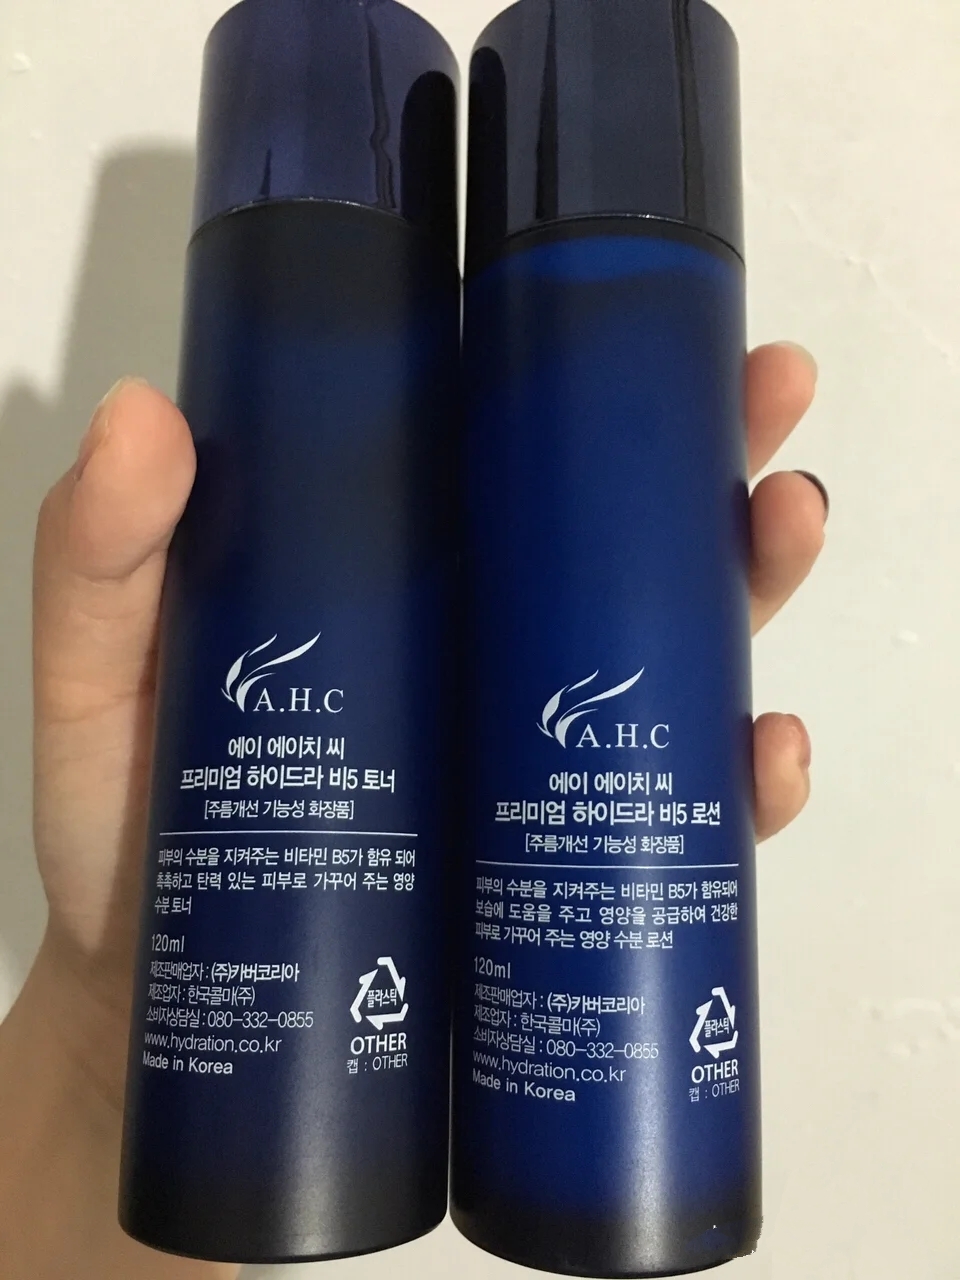 A.H.C
에이 에이치 씨
프리미엄 하이드라 비5 토너
[주름개선 기능성 화장품]
피부의 수분을 지켜주는 비타민 B5가 함유 되어
촉촉하고 탄력 있는 피부로 가꾸어 주는 영양
수분 토너
120ml
제조판매업자 : (주)카버코리아
제조업자 : 한국콜마(주)
소비자상담실 : 080-332-0855
www.hydration.co.kr
Made in Korea
플라스틱
OTHER
캡 : OTHER
A.H.C
에이 에이치 씨
프리미엄 하이드라 비5 로션
[주름개선 기능성 화장품]
피부의 수분을 지켜주는 비타민 B5가 함유되어
보습에 도움을 주고 영양을 공급하여 건강한
피부로 가꾸어 주는 영양 수분 로션
120ml
제조판매업자 : (주)카버코리아
제조업자 : 한국콜마(주)
소비자상담실 : 080-332-0855
www.hydration.co.kr
Made in Korea
플라스틱
OTHER
캡 : OTHER